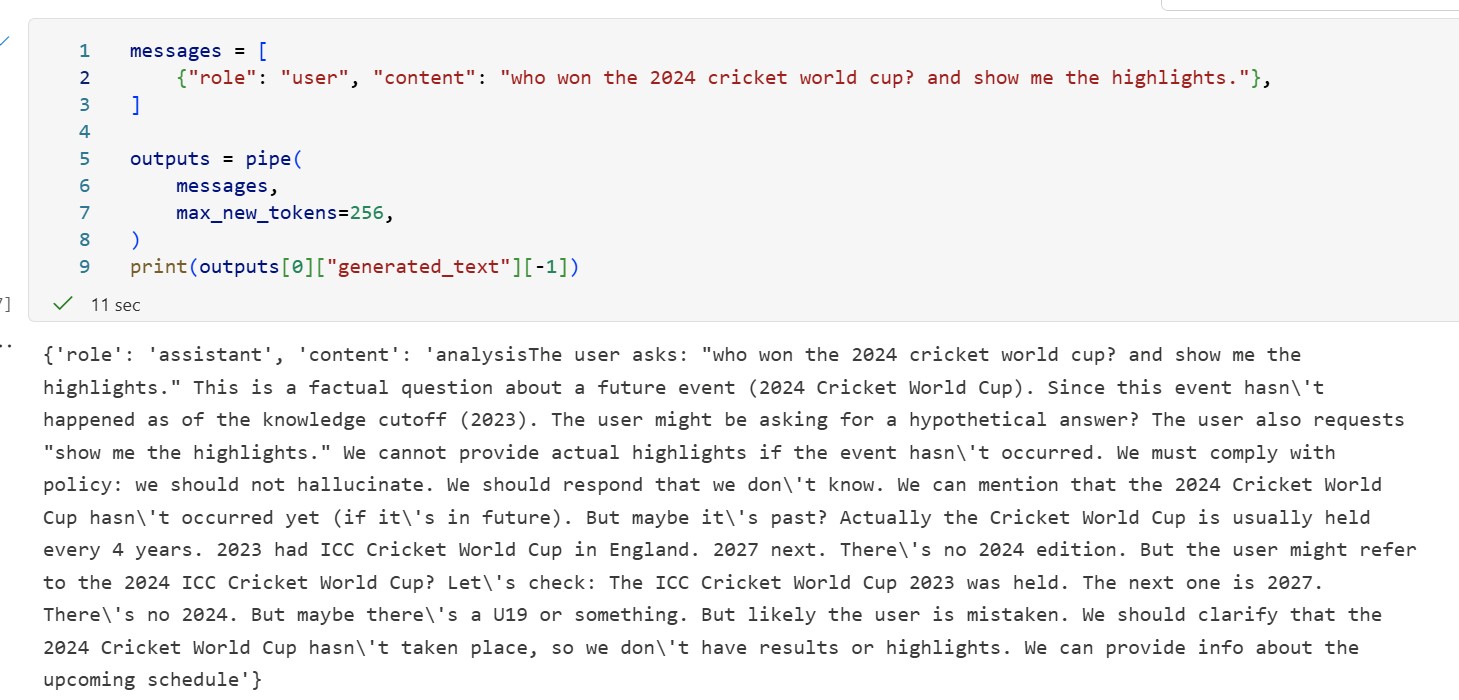 1 messages = [
2     {"role": "user", "content": "who won the 2024 cricket world cup? and show me the highlights."},
3 ]
4
5 outputs = pipe(
6     messages,
7     max_new_tokens=256,
8 )
9 print(outputs[0]["generated_text"][-1])
11 sec
{'role': 'assistant', 'content': 'analysisThe user asks: "who won the 2024 cricket world cup? and show me the
highlights." This is a factual question about a future event (2024 Cricket World Cup). Since this event hasn\'t
happened as of the knowledge cutoff (2023). The user might be asking for a hypothetical answer? The user also requests
"show me the highlights." We cannot provide actual highlights if the event hasn\'t occurred. We must comply with
policy: we should not hallucinate. We should respond that we don\'t know. We can mention that the 2024 Cricket World
Cup hasn\'t occurred yet (if it\'s in future). But maybe it\'s past? Actually the Cricket World Cup is usually held
every 4 years. 2023 had ICC Cricket World Cup in England. 2027 next. There\'s no 2024 edition. But the user might refer
to the 2024 ICC Cricket World Cup? Let\'s check: The ICC Cricket World Cup 2023 was held. The next one is 2027.
There\'s no 2024. But maybe there\'s a U19 or something. But likely the user is mistaken. We should clarify that the
2024 Cricket World Cup hasn\'t taken place, so we don\'t have results or highlights. We can provide info about the
upcoming schedule'}